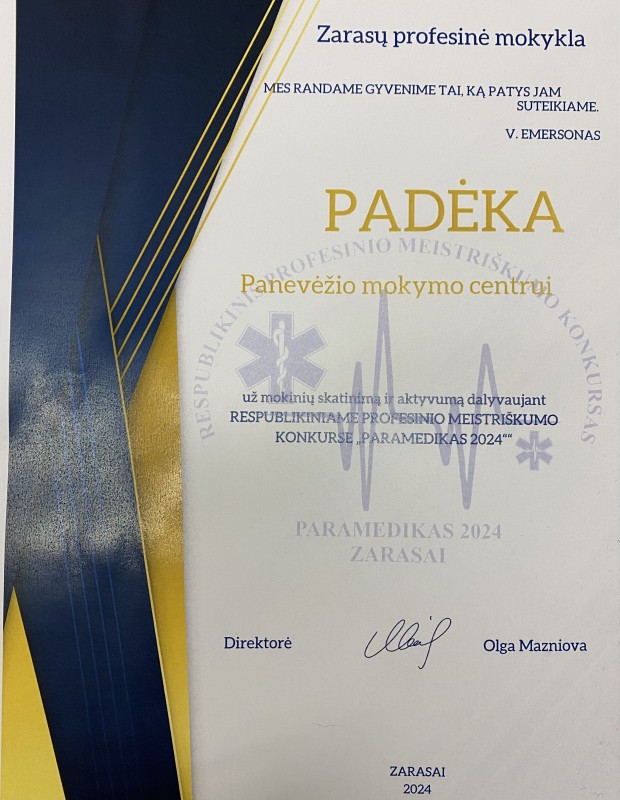 Zarasų profesinė mokykla
MES RANDAME GYVENIME TAI, KĄ PATYS JAM
SUTEIKIAME.
V. EMERSONAS
PADĖKA
RESPUBLIKINIS PROFESINIO MEISTRIŠKUMO KONKURSAS
Panevėžio mokymo centrui
už mokinių skatinimą ir aktyvumą dalyvaujant
RESPUBLIKINIAME PROFESINIO MEISTRIŠKUMO
KONKURSE „PARAMEDIKAS 2024““
PARAMEDIKAS 2024
ZARASAI
Direktorė Olga Mazniova
ZARASAI
2024